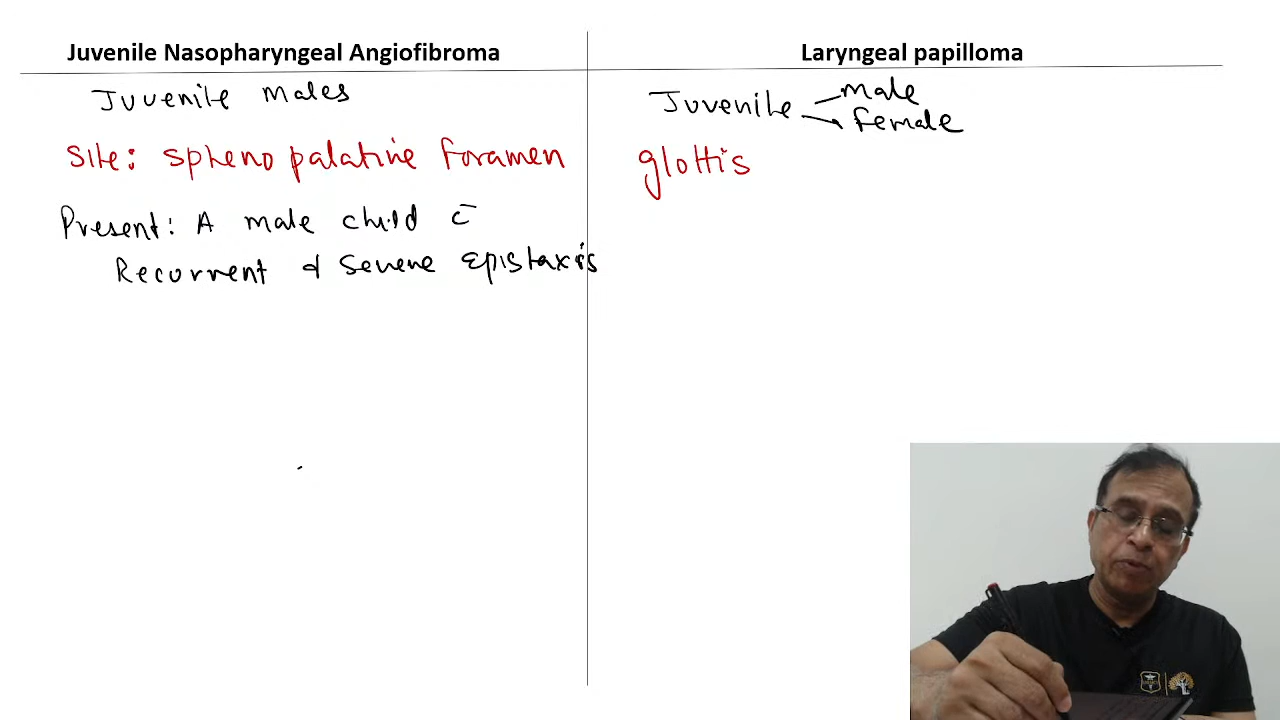 Juvenile Nasopharyngeal Angiofibroma
Juvenile males
Site: spheno palatine foramen
Present: A male child c̄
Recurrent & severe epistaxis
Laryngeal papilloma
Juvenile male
female
glottis